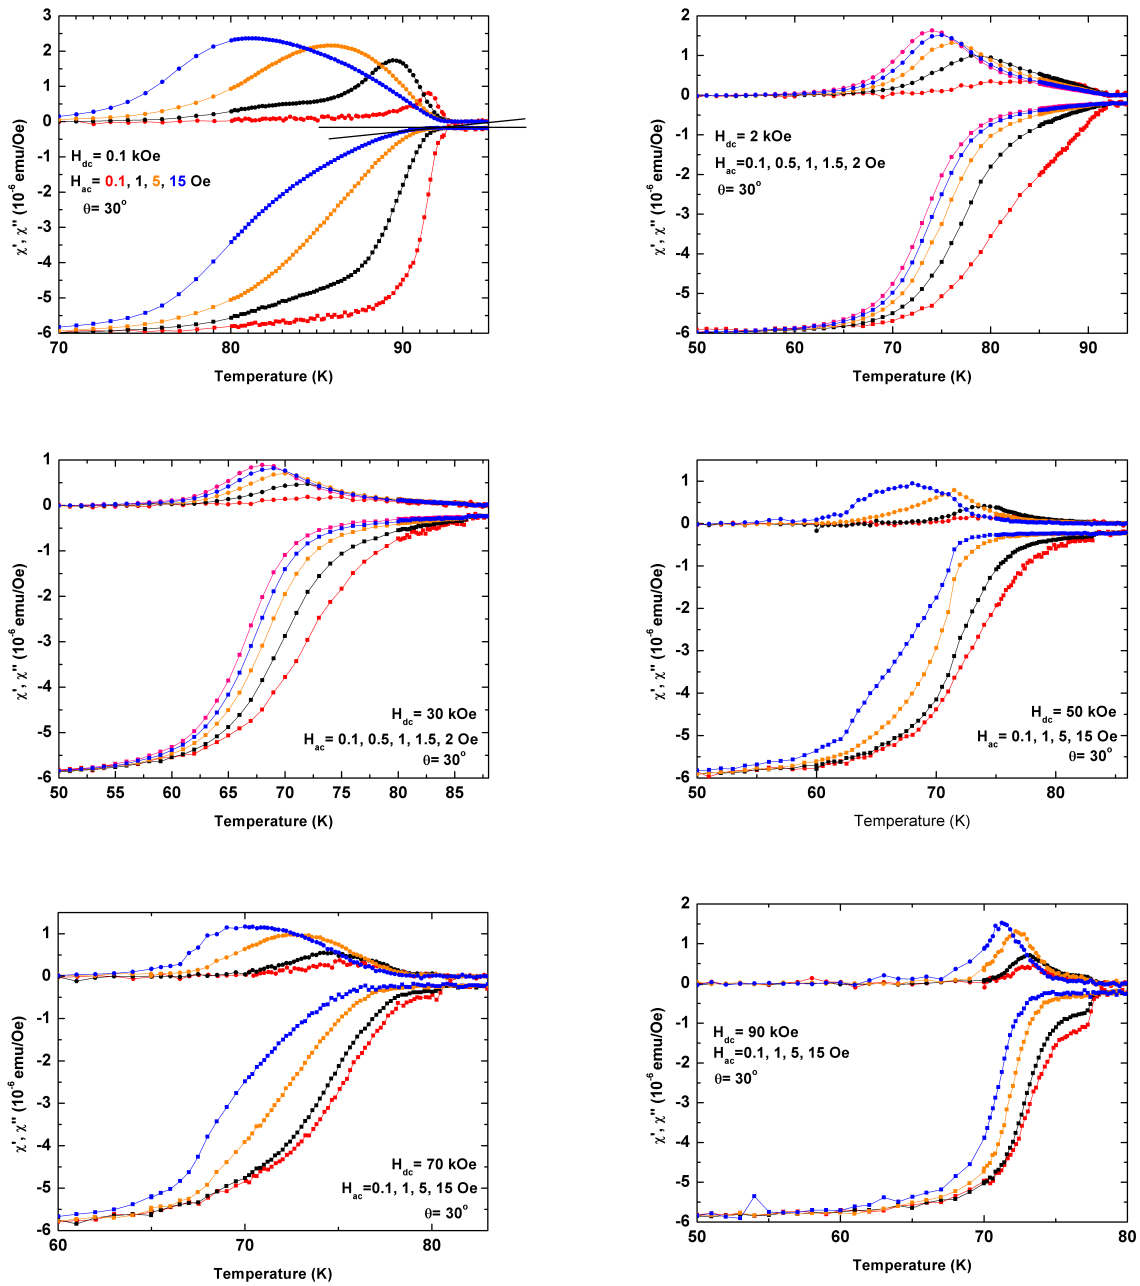 3
2
1
0
-1
-2
-3
-4
-5
-6
χ', χ'' (10⁻⁶ emu/Oe)
H_dc= 0.1 kOe
H_ac= 0.1, 1, 5, 15 Oe
θ= 30°
70 80 90
Temperature (K)
2
1
0
-1
-2
-3
-4
-5
-6
χ', χ'' (10⁻⁶ emu/Oe)
H_dc= 2 kOe
H_ac=0.1, 0.5, 1, 1.5, 2 Oe
θ= 30°
50 60 70 80 90
Temperature (K)
1
0
-1
-2
-3
-4
-5
-6
χ', χ'' (10⁻⁶ emu/Oe)
H_dc= 30 kOe
H_ac= 0.1, 0.5, 1, 1.5, 2 Oe
θ= 30°
50 55 60 65 70 75 80 85
Temperature (K)
1
0
-1
-2
-3
-4
-5
-6
χ', χ'' (10⁻⁶ emu/Oe)
H_dc= 50 kOe
H_ac= 0.1, 1, 5, 15 Oe
θ= 30°
50 60 70 80
Temperature (K)
1
0
-1
-2
-3
-4
-5
-6
χ', χ'' (10⁻⁶ emu/Oe)
H_dc= 70 kOe
H_ac=0.1, 1, 5, 15 Oe
θ= 30°
60 70 80
Temperature (K)
2
1
0
-1
-2
-3
-4
-5
-6
χ', χ'' (10⁻⁶ emu/Oe)
H_dc= 90 kOe
H_ac=0.1, 1, 5, 15 Oe
θ= 30°
50 60 70 80
Temperature (K)